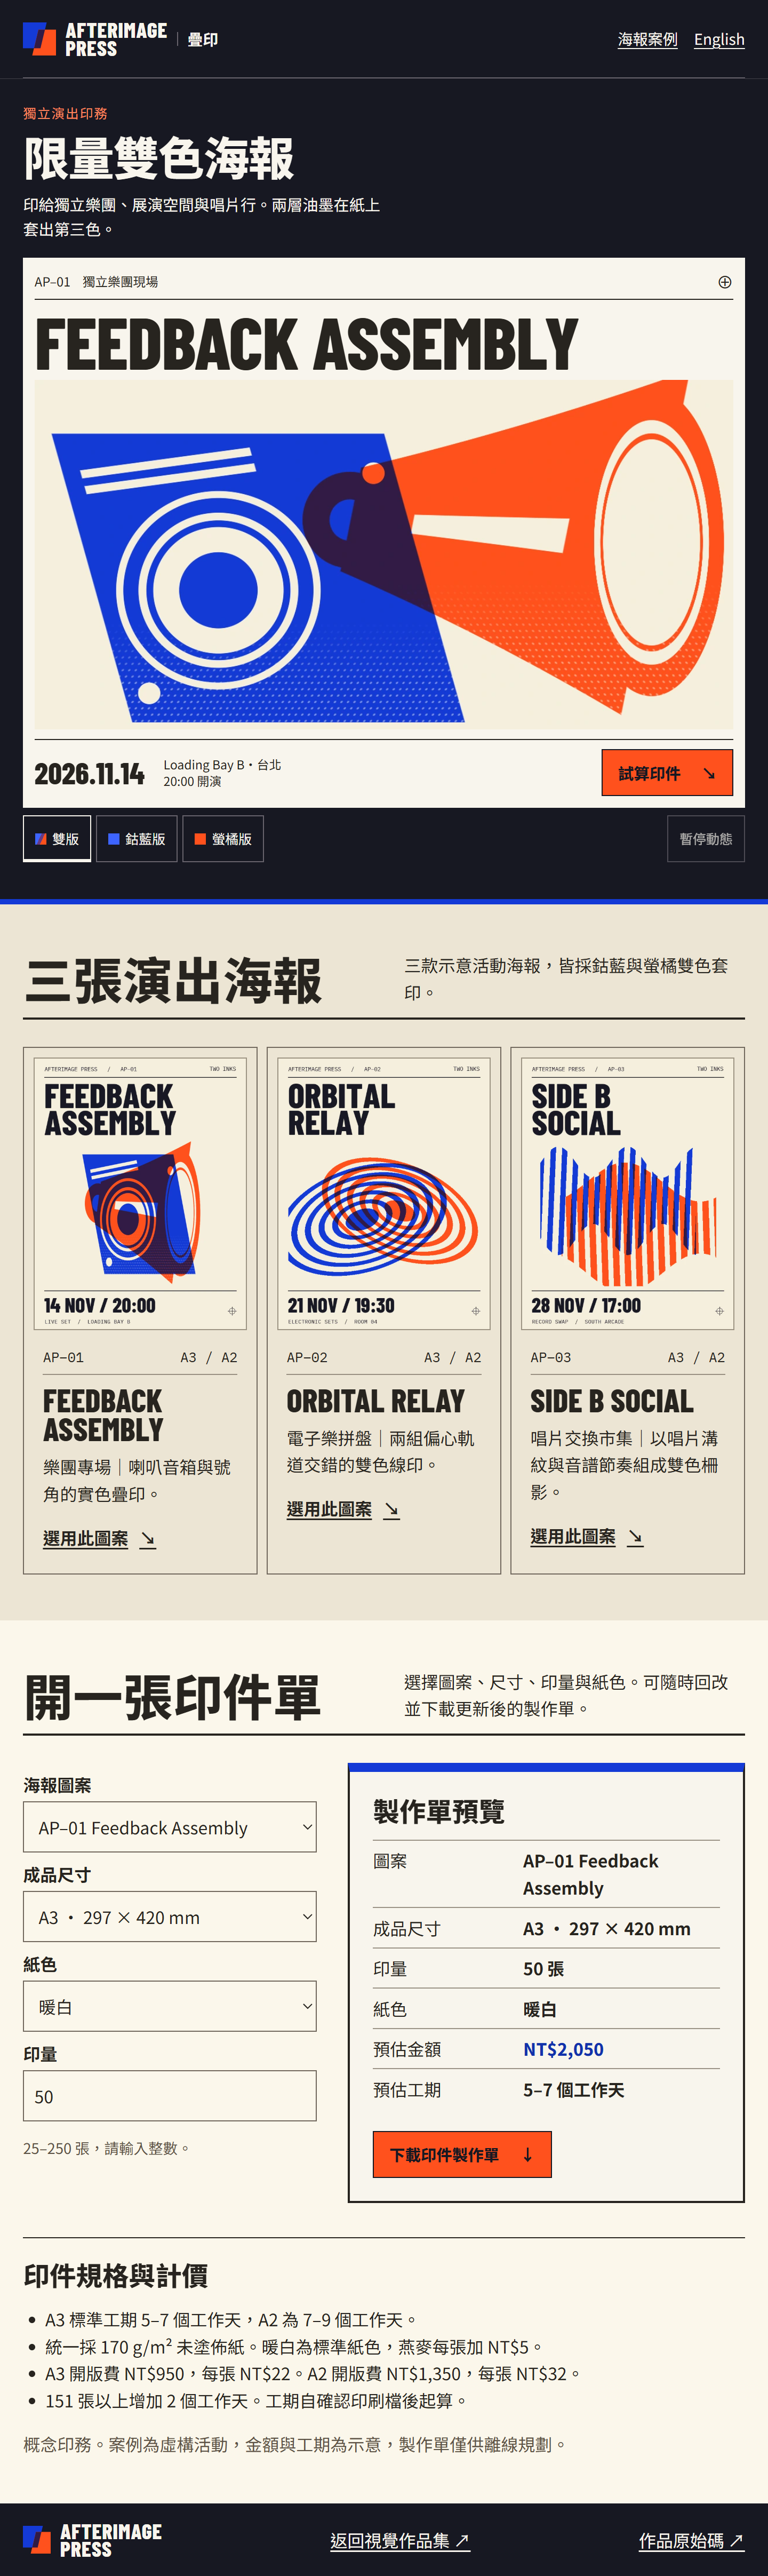 AFTERIMAGE
PRESS
疊印
海報案例
English
獨立演出印務
限量雙色海報
印給獨立樂團、展演空間與唱片行。兩層油墨在紙上
套出第三色。
AP–01 獨立樂團現場
FEEDBACK ASSEMBLY
2026.11.14
Loading Bay B・台北
20:00 開演
試算印件 ↘
雙版
鈷藍版
螢橘版
暫停動態
三張演出海報
三款示意活動海報，皆採鈷藍與螢橘雙色套
印。
AFTERIMAGE PRESS / AP-01 TWO INKS
FEEDBACK
ASSEMBLY
14 NOV / 20:00
LIVE SET / LOADING BAY B
AP–01 A3 / A2
FEEDBACK
ASSEMBLY
樂團專場｜喇叭音箱與號
角的實色疊印。
選用此圖案 ↘
AFTERIMAGE PRESS / AP-02 TWO INKS
ORBITAL
RELAY
21 NOV / 19:30
ELECTRONIC SETS / ROOM 04
AP–02 A3 / A2
ORBITAL RELAY
電子樂拼盤｜兩組偏心軌
道交錯的雙色線印。
選用此圖案 ↘
AFTERIMAGE PRESS / AP-03 TWO INKS
SIDE B
SOCIAL
28 NOV / 17:00
RECORD SWAP / SOUTH ARCADE
AP–03 A3 / A2
SIDE B SOCIAL
唱片交換市集｜以唱片溝
紋與音譜節奏組成雙色柵
影。
選用此圖案 ↘
開一張印件單
選擇圖案、尺寸、印量與紙色。可隨時回改
並下載更新後的製作單。
海報圖案
AP–01 Feedback Assembly
成品尺寸
A3 ・ 297 × 420 mm
紙色
暖白
印量
50
25–250 張，請輸入整數。
製作單預覽
圖案 AP–01 Feedback
Assembly
成品尺寸 A3 ・ 297 × 420 mm
印量 50 張
紙色 暖白
預估金額 NT$2,050
預估工期 5–7 個工作天
下載印件製作單 ↓
印件規格與計價
• A3 標準工期 5–7 個工作天，A2 為 7–9 個工作天。
• 統一採 170 g/m² 未塗佈紙。暖白為標準紙色，燕麥每張加 NT$5。
• A3 開版費 NT$950，每張 NT$22。A2 開版費 NT$1,350，每張 NT$32。
• 151 張以上增加 2 個工作天。工期自確認印刷檔後起算。
概念印務。案例為虛構活動，金額與工期為示意，製作單僅供離線規劃。
AFTERIMAGE
PRESS
返回視覺作品集 ↗
作品原始碼 ↗